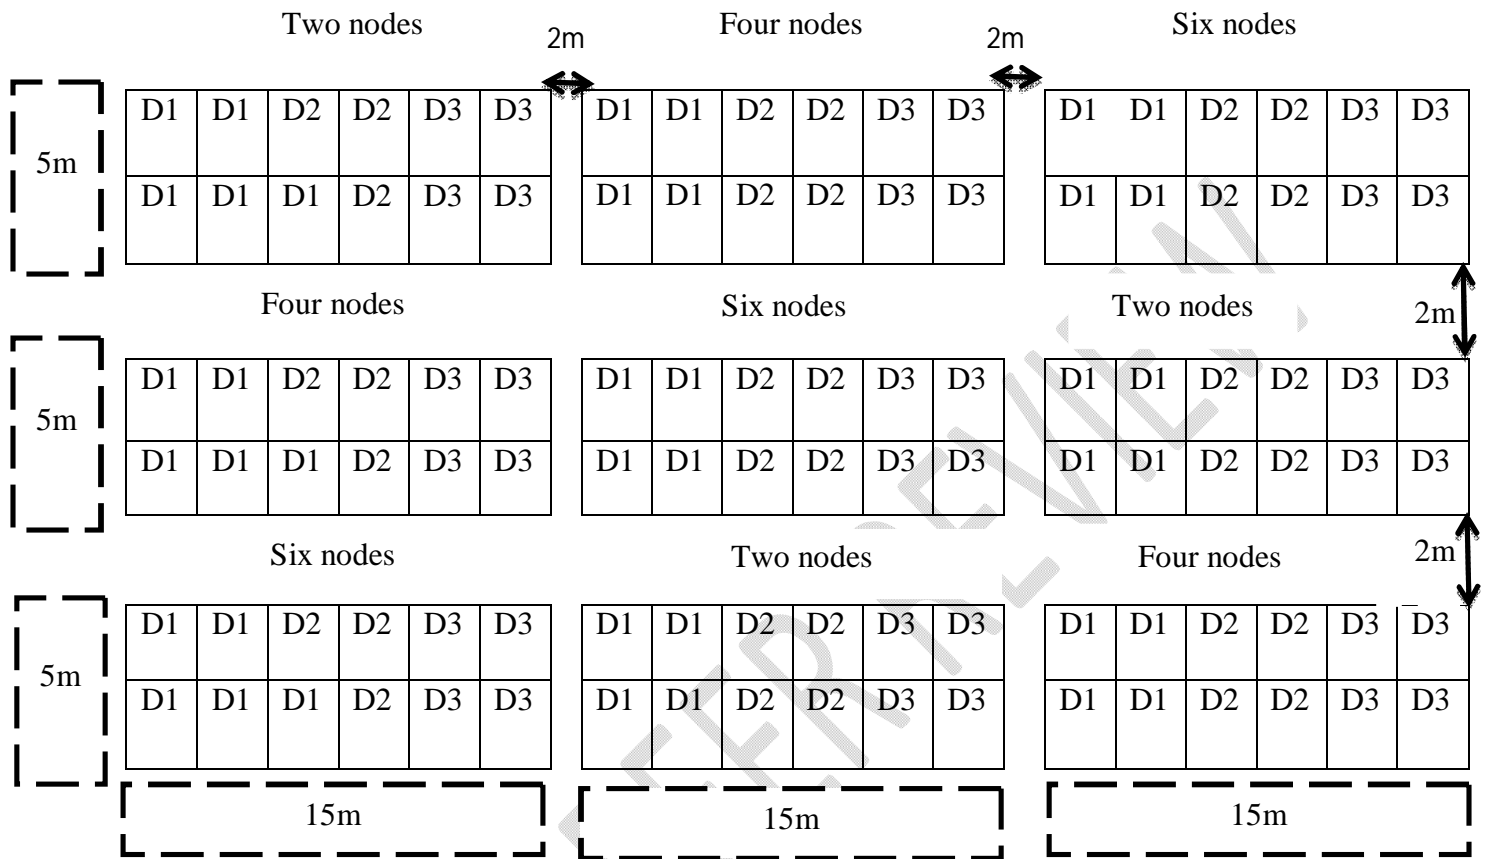 Two nodes 2m Four nodes 2m Six nodes
5m D1 D1 D2 D2 D3 D3 D1 D1 D2 D2 D3 D3 D1 D1 D2 D2 D3 D3
D1 D1 D1 D2 D3 D3 D1 D1 D2 D2 D3 D3 D1 D1 D2 D2 D3 D3
Four nodes Six nodes Two nodes 2m
5m D1 D1 D2 D2 D3 D3 D1 D1 D2 D2 D3 D3 D1 D1 D2 D2 D3 D3
D1 D1 D1 D2 D3 D3 D1 D1 D2 D2 D3 D3 D1 D1 D2 D2 D3 D3
Six nodes Two nodes Four nodes 2m
5m D1 D1 D2 D2 D3 D3 D1 D1 D2 D2 D3 D3 D1 D1 D2 D2 D3 D3
D1 D1 D1 D2 D3 D3 D1 D1 D2 D2 D3 D3 D1 D1 D2 D2 D3 D3
15m 15m 15m